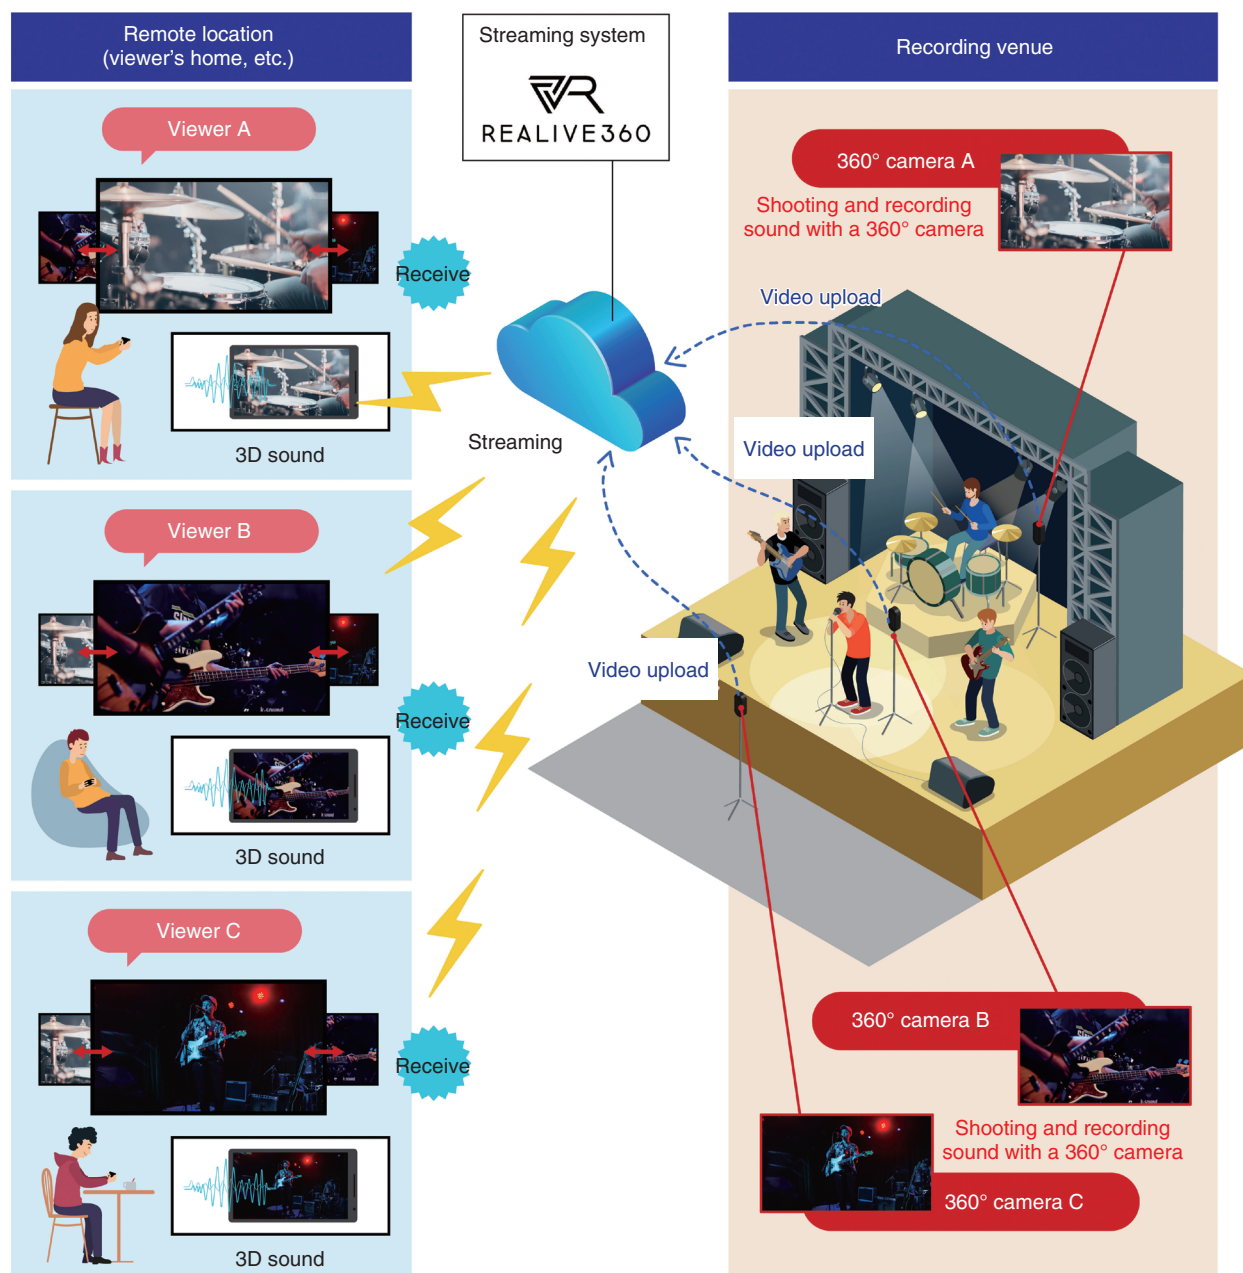 Remote location
(viewer's home, etc.)
Streaming system
REALIVE360
Recording venue
Viewer A
Receive
3D sound
Viewer B
Receive
3D sound
Viewer C
Receive
3D sound
Streaming
Video upload
Video upload
Video upload
360° camera A
Shooting and recording
sound with a 360° camera
360° camera B
Shooting and recording
sound with a 360° camera
360° camera C